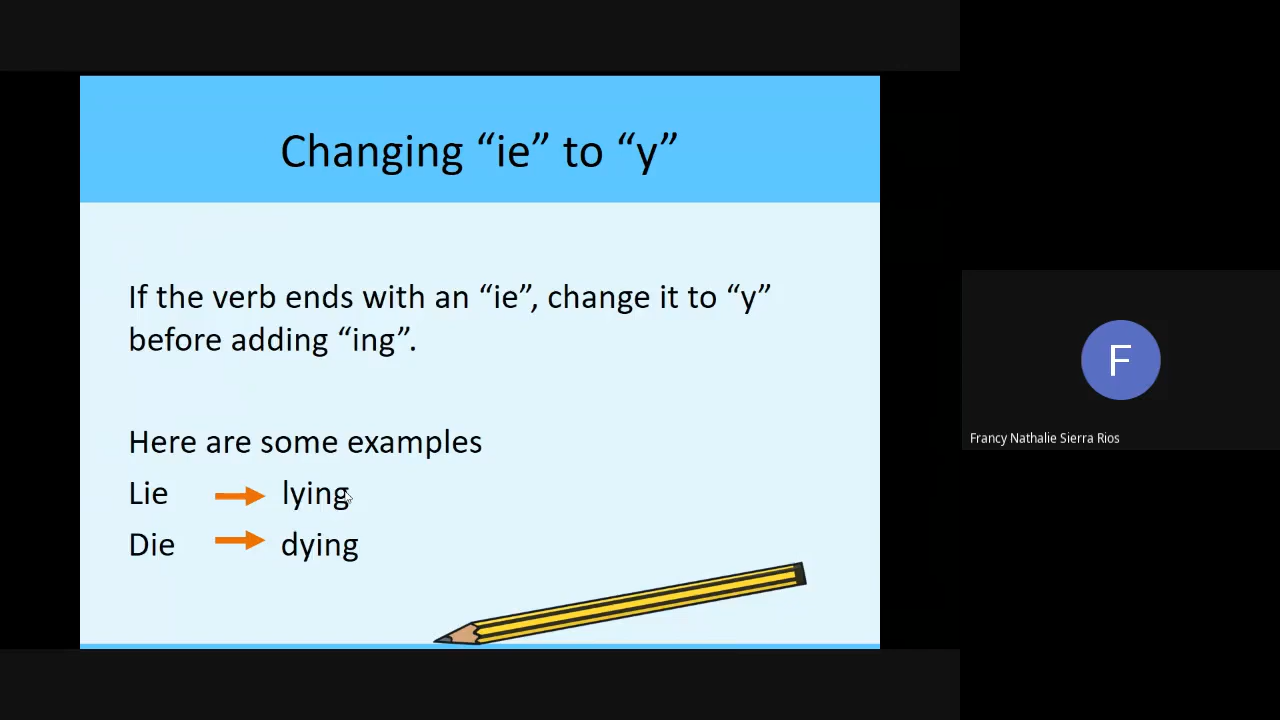 Changing “ie” to “y”
If the verb ends with an “ie”, change it to “y”
before adding “ing”.
Here are some examples
Lie lying
Die dying
F
Francy Nathalie Sierra Rios